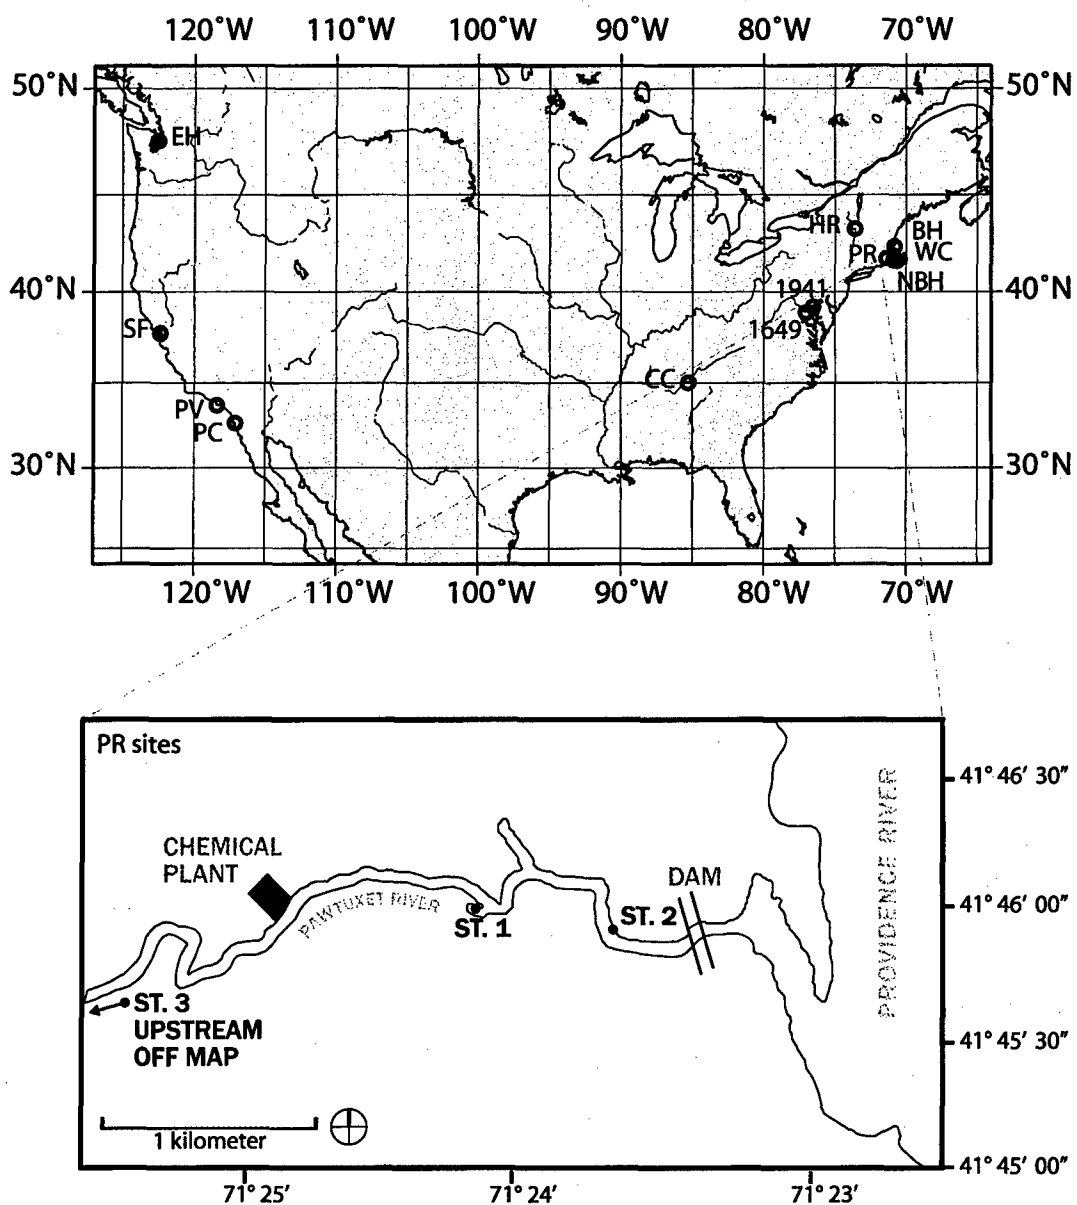 120°W 110°W 100°W 90°W 80°W 70°W
50°N 50°N
EH
HR BH
PR WC
NBH
40°N 1941 40°N
SF 1649
CC
PV
PC
30°N 30°N
120°W 110°W 100°W 90°W 80°W 70°W
PR sites
41° 46' 30"
PROVIDENCE RIVER
CHEMICAL
PLANT
DAM
PAWTUXET RIVER
41° 46' 00"
ST. 1
ST. 2
ST. 3
UPSTREAM
OFF MAP
41° 45' 30"
1 kilometer
41° 45' 00"
71° 25' 71° 24' 71° 23'